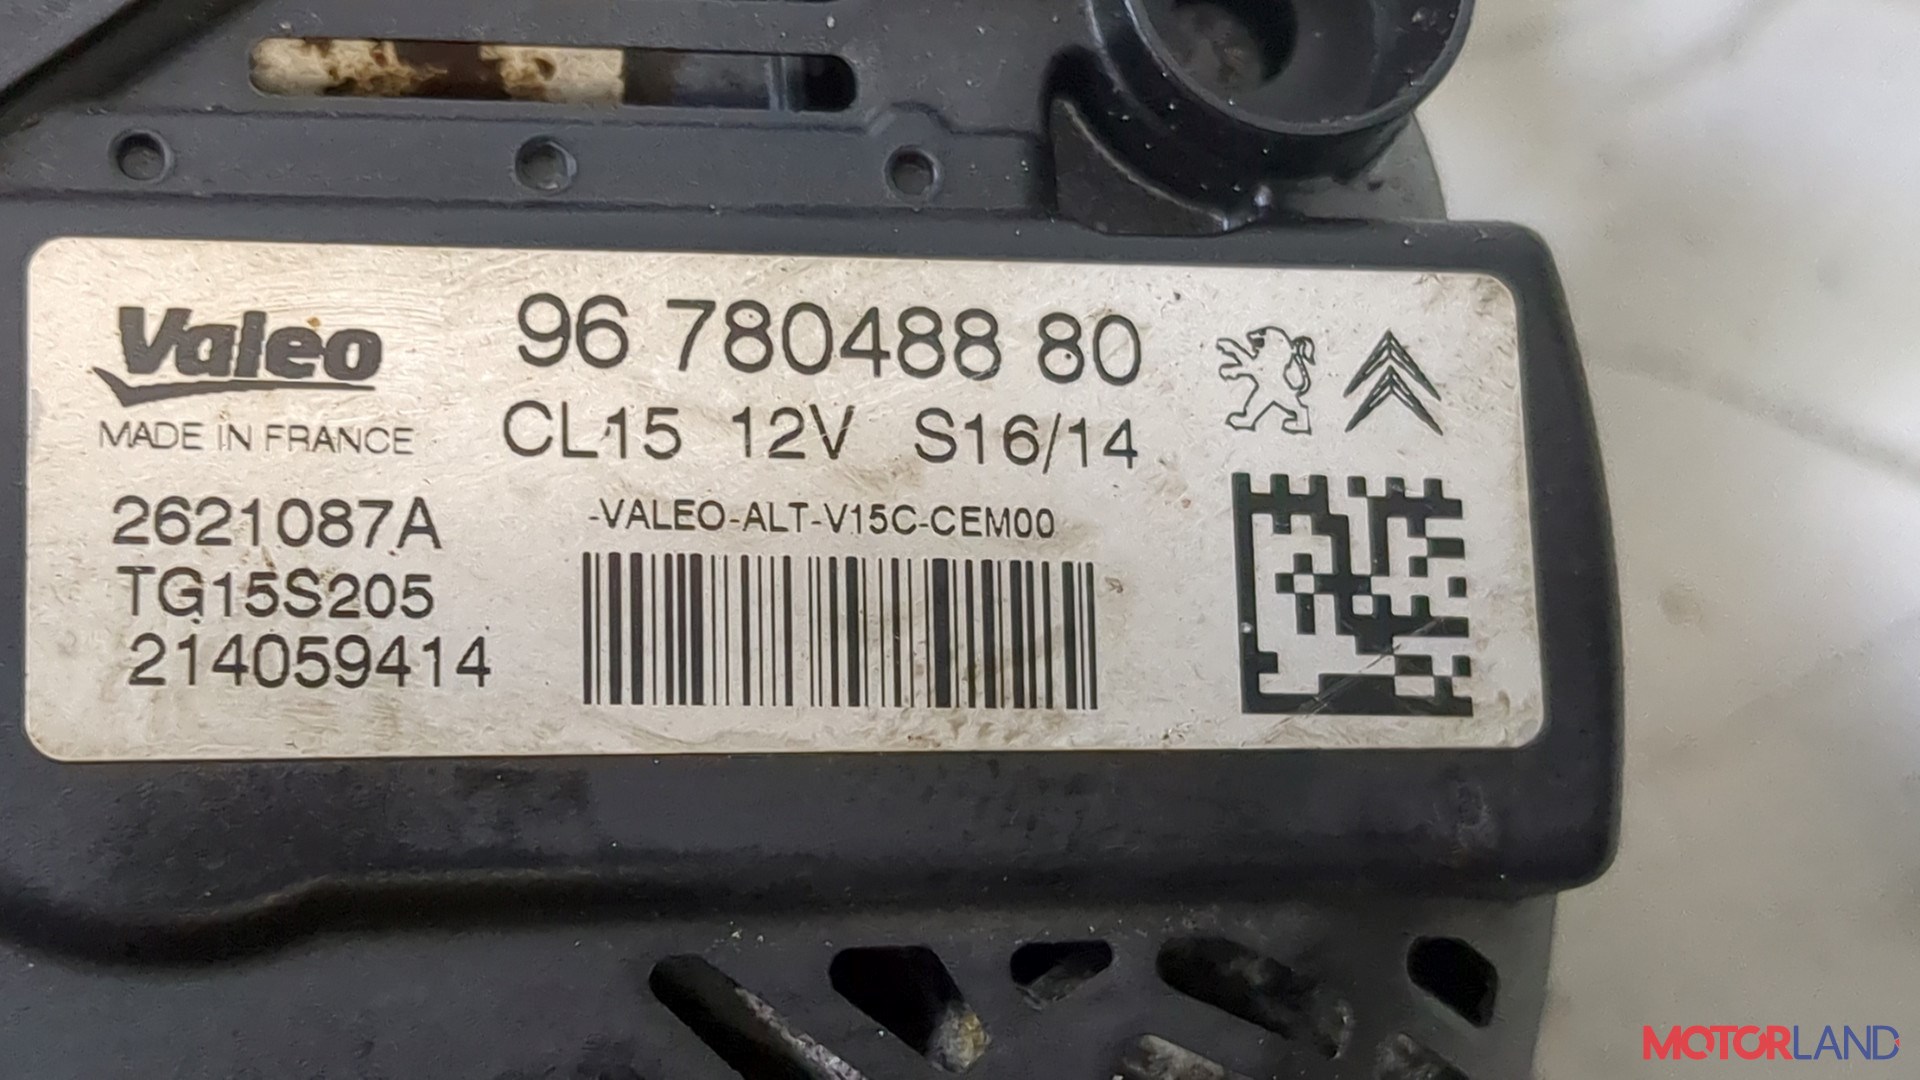 Valeo
MADE IN FRANCE
96 780488 80
CL15 12V S16/14
2621087A
TG15S205
214059414
-VALEO-ALT-V15C-CEM00
MOTORLAND